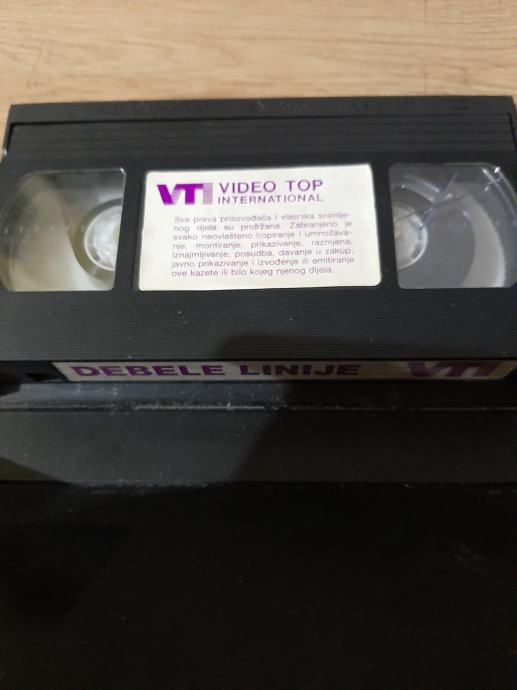 VTI VIDEO TOP
INTERNATIONAL
Sva prava proizvođača i vlasnika snimlje-
nog djela su pridržana. Zabranjeno je
svako neovlašteno kopiranje i umnožava-
nje, montiranje, prikazivanje, razmjena,
iznajmljivanje, posudba, davanje u zakup,
javno prikazivanje i izvođenje ili emitiranje
ove kazete ili bilo kojeg njenog dijela.
DEBELE LINIJE VTI